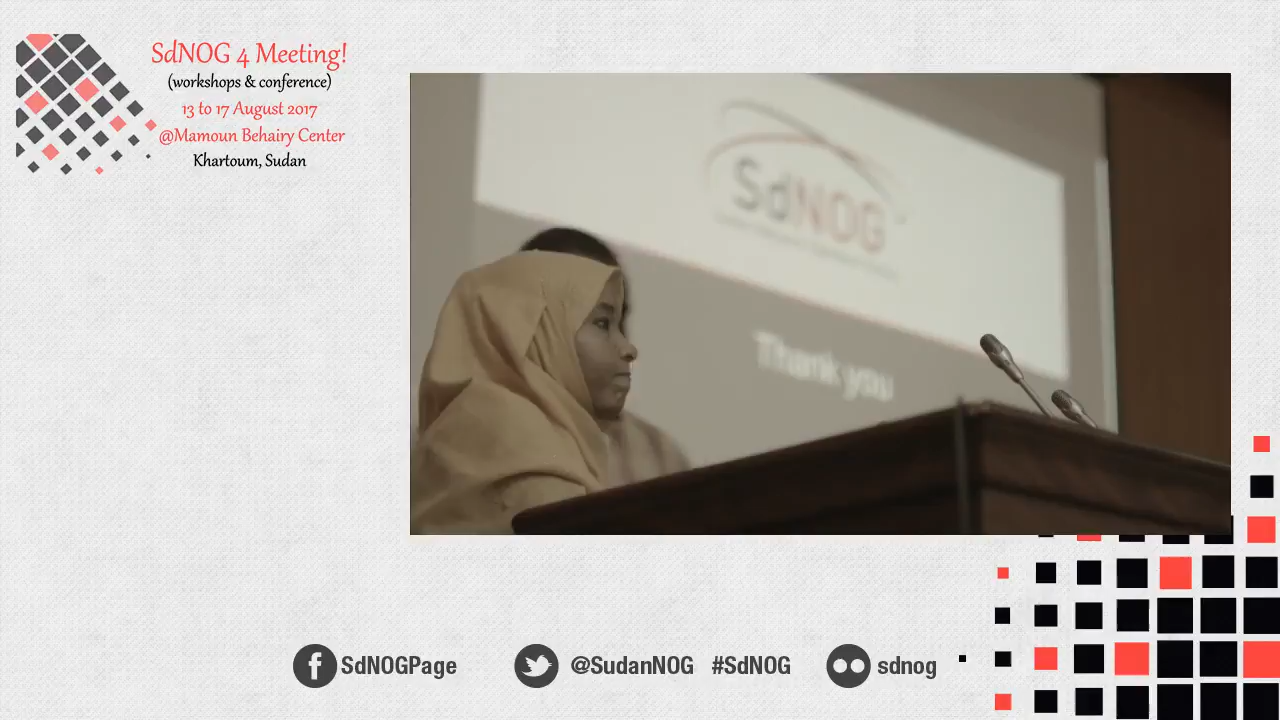 SdNOG 4 Meeting!
(workshops & conference)
13 to 17 August 2017
@Mamoun Behairy Center
Khartoum, Sudan
SdNOG
Thank you
SdNOGPage
@SudanNOG #SdNOG
sdnog